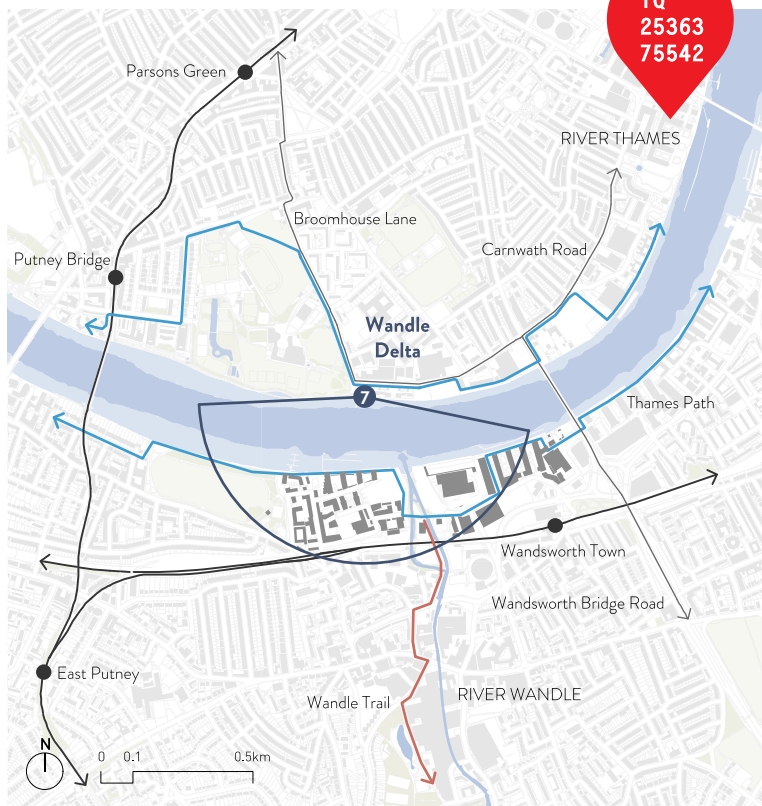 TQ
25363
75542
Parsons Green
RIVER THAMES
Broomhouse Lane
Carnwath Road
Putney Bridge
Wandle
Delta
7
Thames Path
Wandsworth Town
Wandsworth Bridge Road
East Putney
Wandle Trail
RIVER WANDLE
N
0 0.1 0.5km